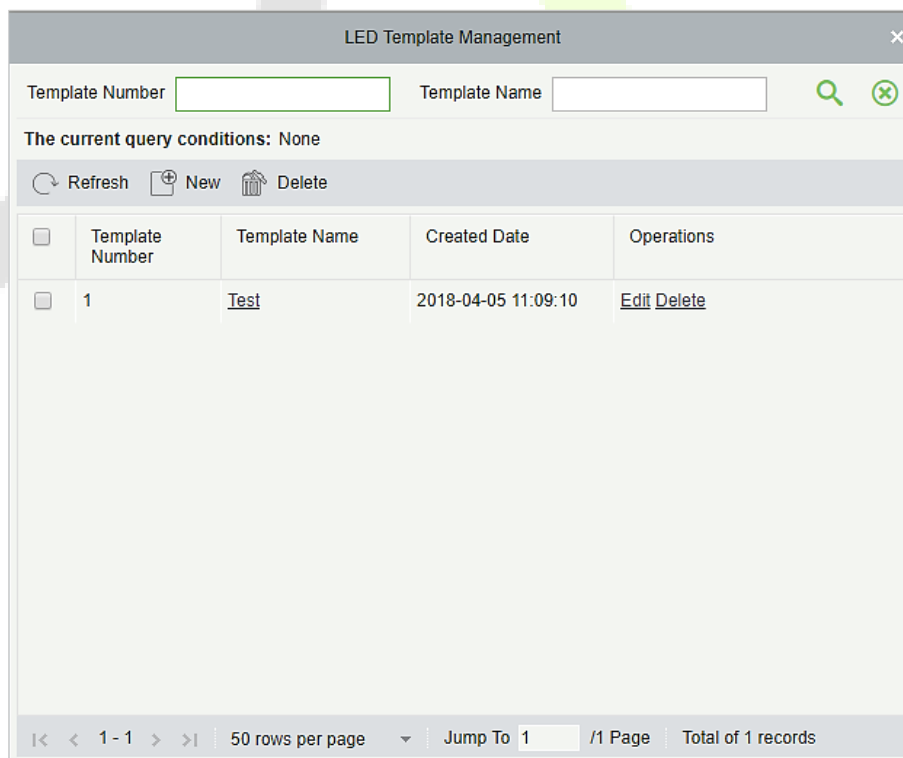 LED Template Management
Template Number Template Name
The current query conditions: None
Refresh New Delete
Template Number Template Name Created Date Operations
1 Test 2018-04-05 11:09:10 Edit Delete
1 - 1 50 rows per page Jump To 1 /1 Page Total of 1 records